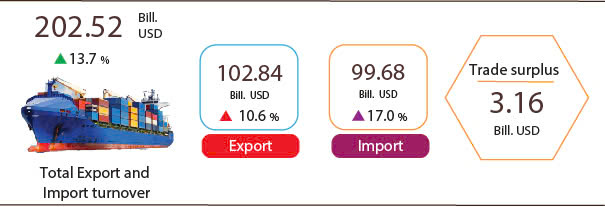 202.52 Bill.
USD
▲13.7 %
Total Export and
Import turnover
102.84
Bill. USD
▲ 10.6 %
Export
99.68
Bill. USD
▲17.0 %
Import
Trade surplus
3.16
Bill. USD